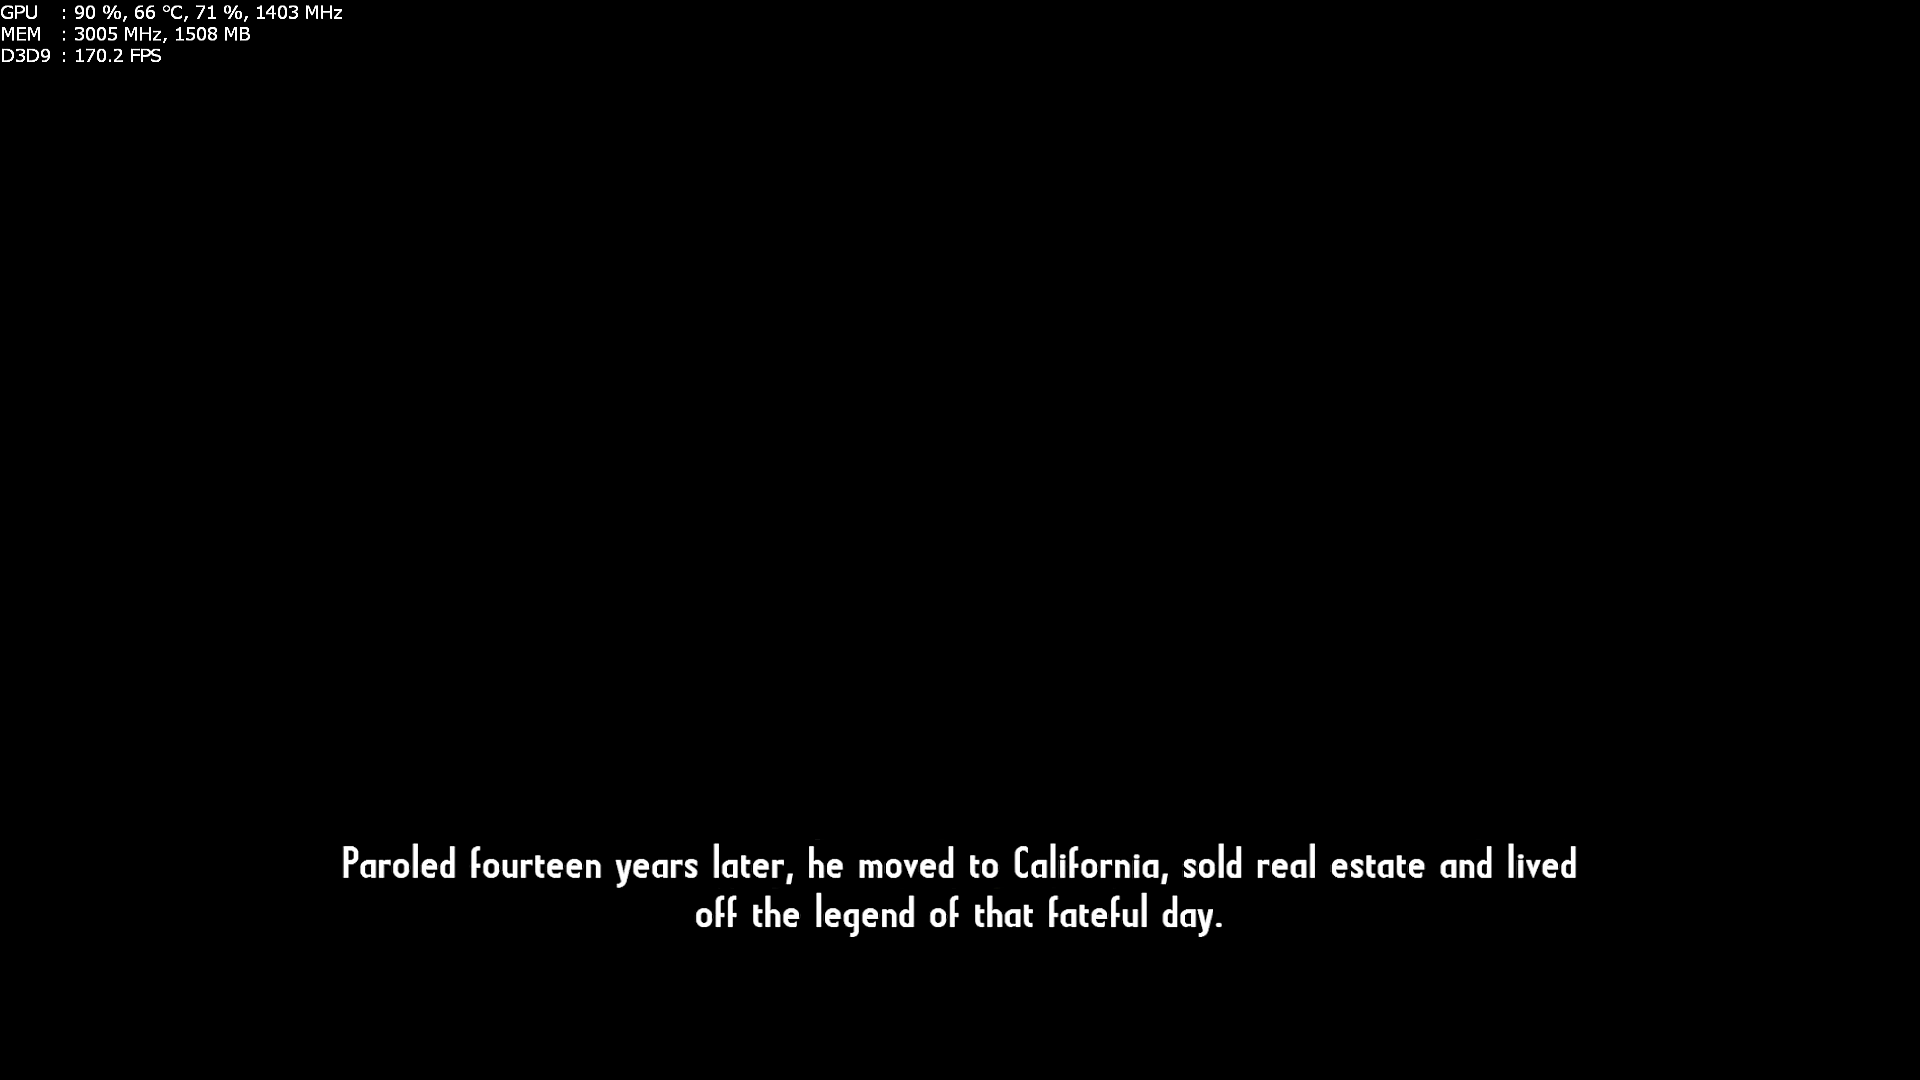 GPU : 90 %, 66 °C, 71 %, 1403 MHz
MEM : 3005 MHz, 1508 MB
D3D9 : 170.2 FPS
Paroled fourteen years later, he moved to California, sold real estate and lived
off the legend of that fateful day.